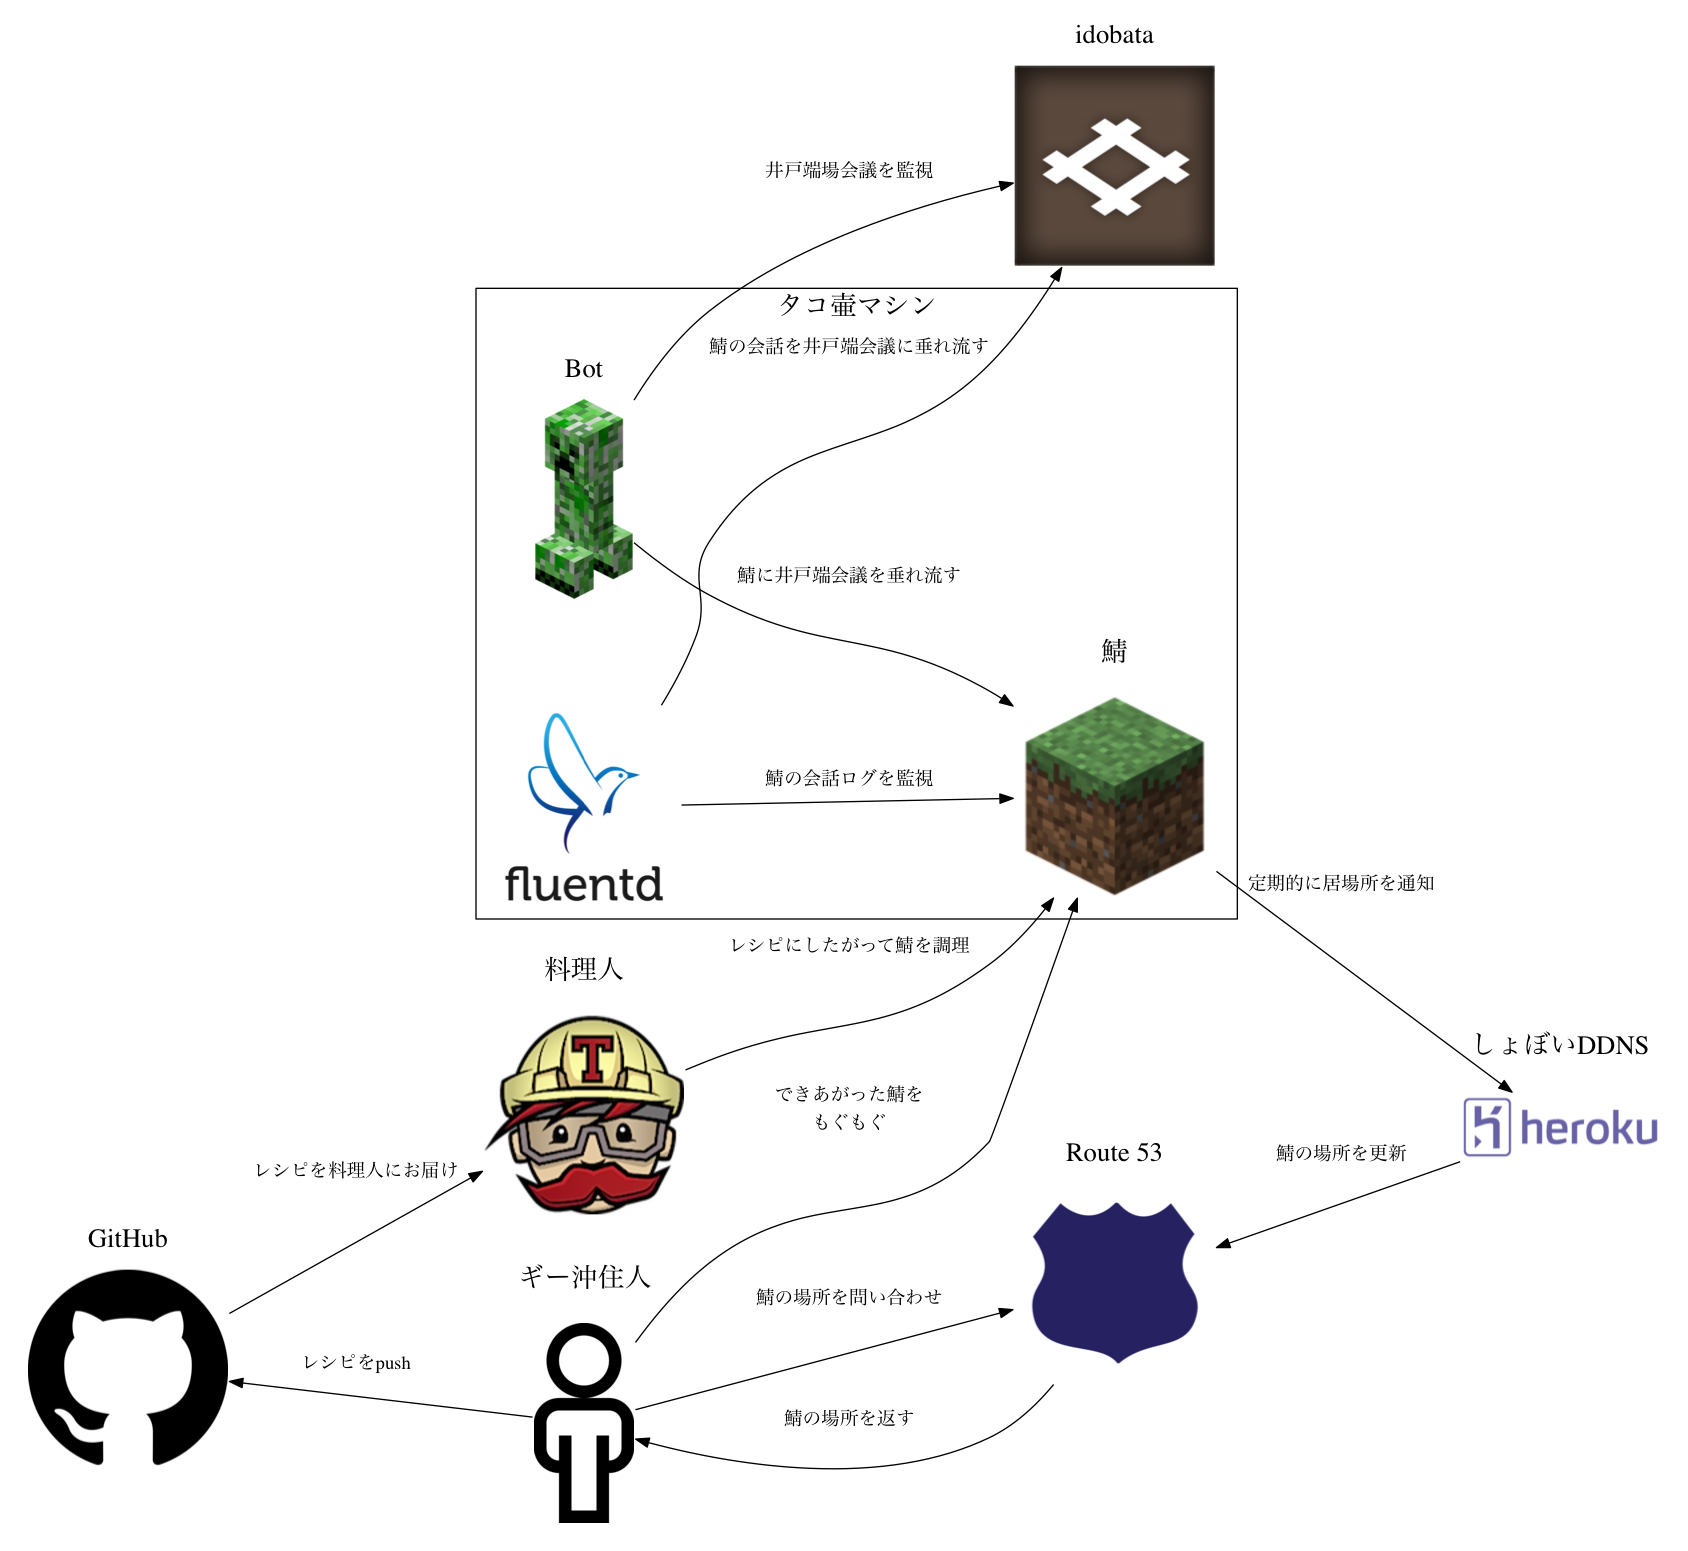 idobata
井戸端場会議を監視
タコ壷マシン
鯖の会話を井戸端会議に垂れ流す
Bot
鯖に井戸端会議を垂れ流す
鯖
鯖の会話ログを監視
fluentd
定期的に居場所を通知
レシピにしたがって鯖を調理
料理人
T
しょぼいDDNS
heroku
できあがった鯖を
もぐもぐ
Route 53
鯖の場所を更新
レシピを料理人にお届け
GitHub
ギー沖住人
鯖の場所を問い合わせ
レシピをpush
鯖の場所を返す